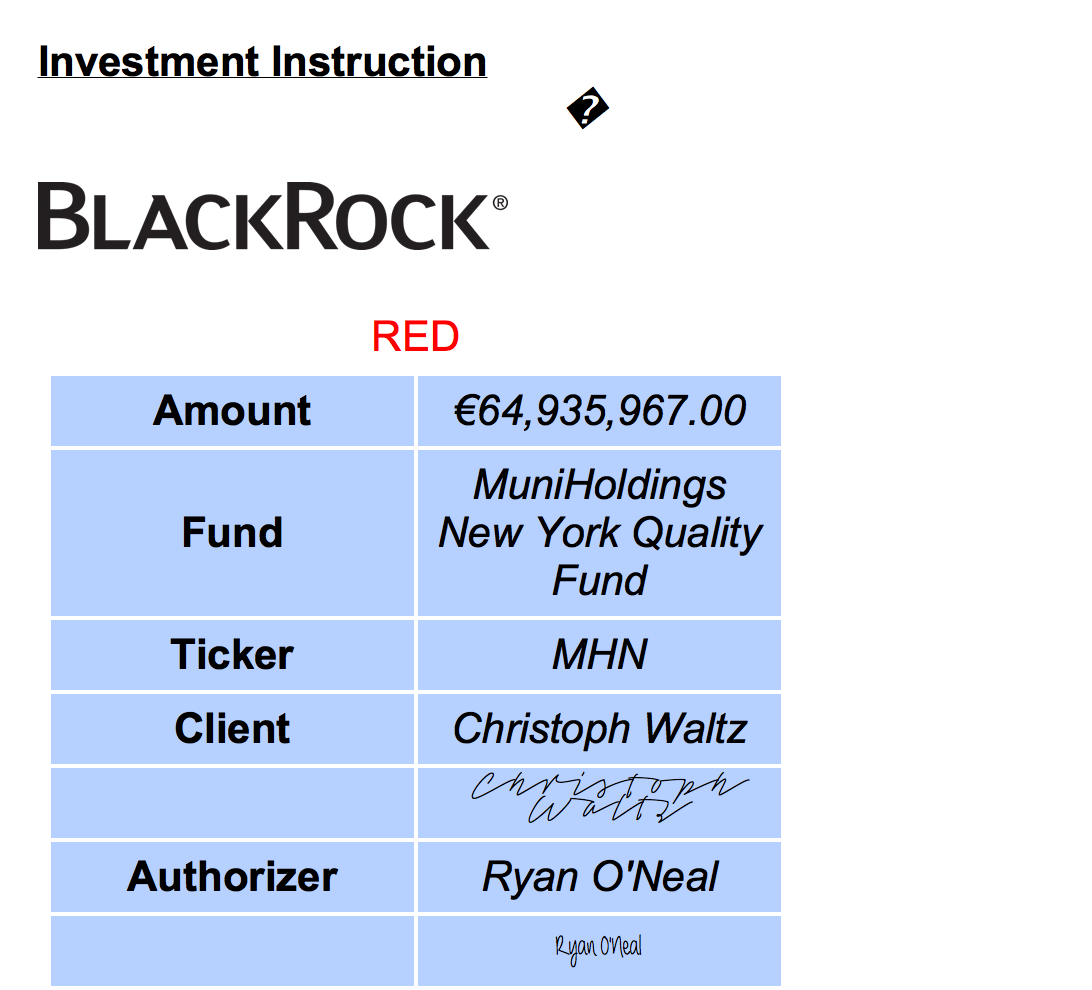 Investment Instruction
�
BLACKROCK®
RED
Amount €64,935,967.00
Fund MuniHoldings
New York Quality
Fund
Ticker MHN
Client Christoph Waltz
Christoph
Waltz
Authorizer Ryan O'Neal
Ryan O'Neal